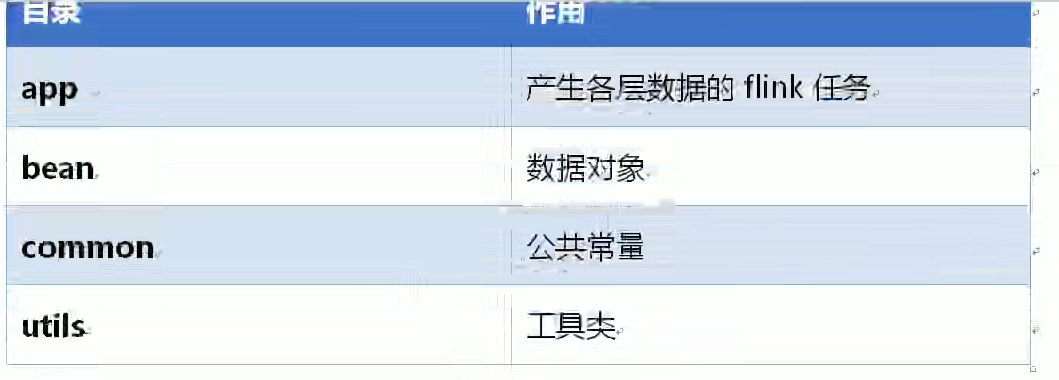 目录 作用
app 产生各层数据的 flink 任务
bean 数据对象
common 公共常量
utils 工具类